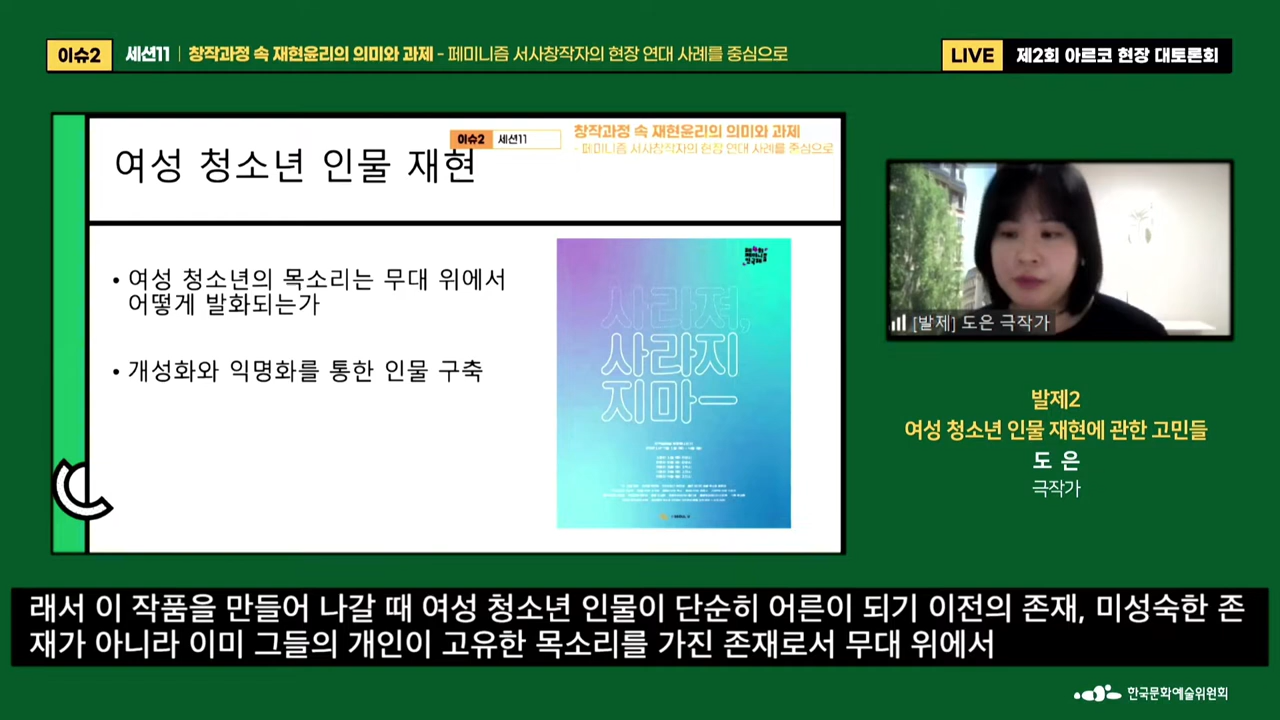 이슈2 세션11 | 창작과정 속 재현윤리의 의미와 과제 - 페미니즘 서사창작자의 현장 연대 사례를 중심으로
LIVE 제2회 아르코 현장 대토론회
이슈2 세션11
창작과정 속 재현윤리의 의미와 과제
- 페미니즘 서사창작자의 현장 연대 사례를 중심으로
여성 청소년 인물 재현
• 여성 청소년의 목소리는 무대 위에서
어떻게 발화되는가
• 개성화와 익명화를 통한 인물 구축
사라져,
사라지
지마—
[발제] 도은 극작가
발제2
여성 청소년 인물 재현에 관한 고민들
도 은
극작가
래서 이 작품을 만들어 나갈 때 여성 청소년 인물이 단순히 어른이 되기 이전의 존재, 미성숙한 존
재가 아니라 이미 그들의 개인이 고유한 목소리를 가진 존재로서 무대 위에서
한국문화예술위원회